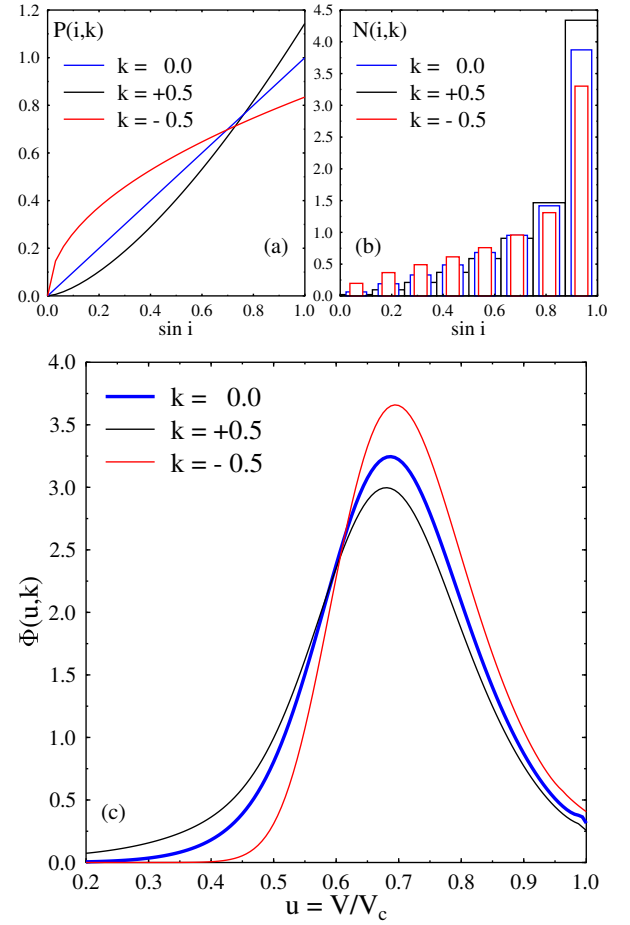 P(i,k)
k = 0.0
k = +0.5
k = - 0.5
(a)
1.2
1.0
0.8
0.6
0.4
0.2
0.0
0.0 0.2 0.4 0.6 0.8 1.0
sin i
N(i,k)
k = 0.0
k = +0.5
k = - 0.5
(b)
4.5
4.0
3.5
3.0
2.5
2.0
1.5
1.0
0.5
0.0
0.0 0.2 0.4 0.6 0.8 1.0
sin i
k = 0.0
k = +0.5
k = - 0.5
(c)
4.0
3.5
3.0
2.5
2.0
1.5
1.0
0.5
0.0
Φ(u,k)
0.2 0.3 0.4 0.5 0.6 0.7 0.8 0.9 1.0
u = V/V_c